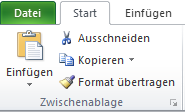 Datei Start Einfügen
Einfügen
Ausschneiden
Kopieren
Format übertragen
Zwischenablage